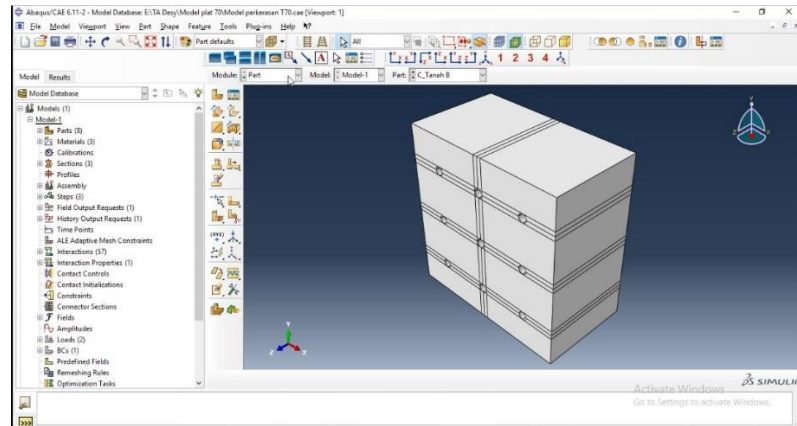 Abaqus/CAE 6.11-2 - Model Database: E:\TA Desy\Model plat 70\Model perkerasan T70.cae [Viewport: 1]
File Model Viewport View Part Shape Feature Tools Plug-ins Help
Part defaults
All
1 2 3 4
Model Results
Module: Part Model: Model-1 Part: C_Tanah B
Model Database
Models (1)
Model-1
Parts (8)
Materials (3)
Calibrations
Sections (3)
Profiles
Assembly
Steps (3)
Field Output Requests (1)
History Output Requests (1)
Time Points
ALE Adaptive Mesh Constraints
Interactions (57)
Interaction Properties (1)
Contact Controls
Contact Initializations
Constraints
Connector Sections
Fields
Amplitudes
Loads (2)
BCs (1)
Predefined Fields
Remeshing Rules
Optimization Tasks
(XYZ)
Y
Z X
Activate Windows
Go to Settings to activate Windows.
SIMULIA
>>>